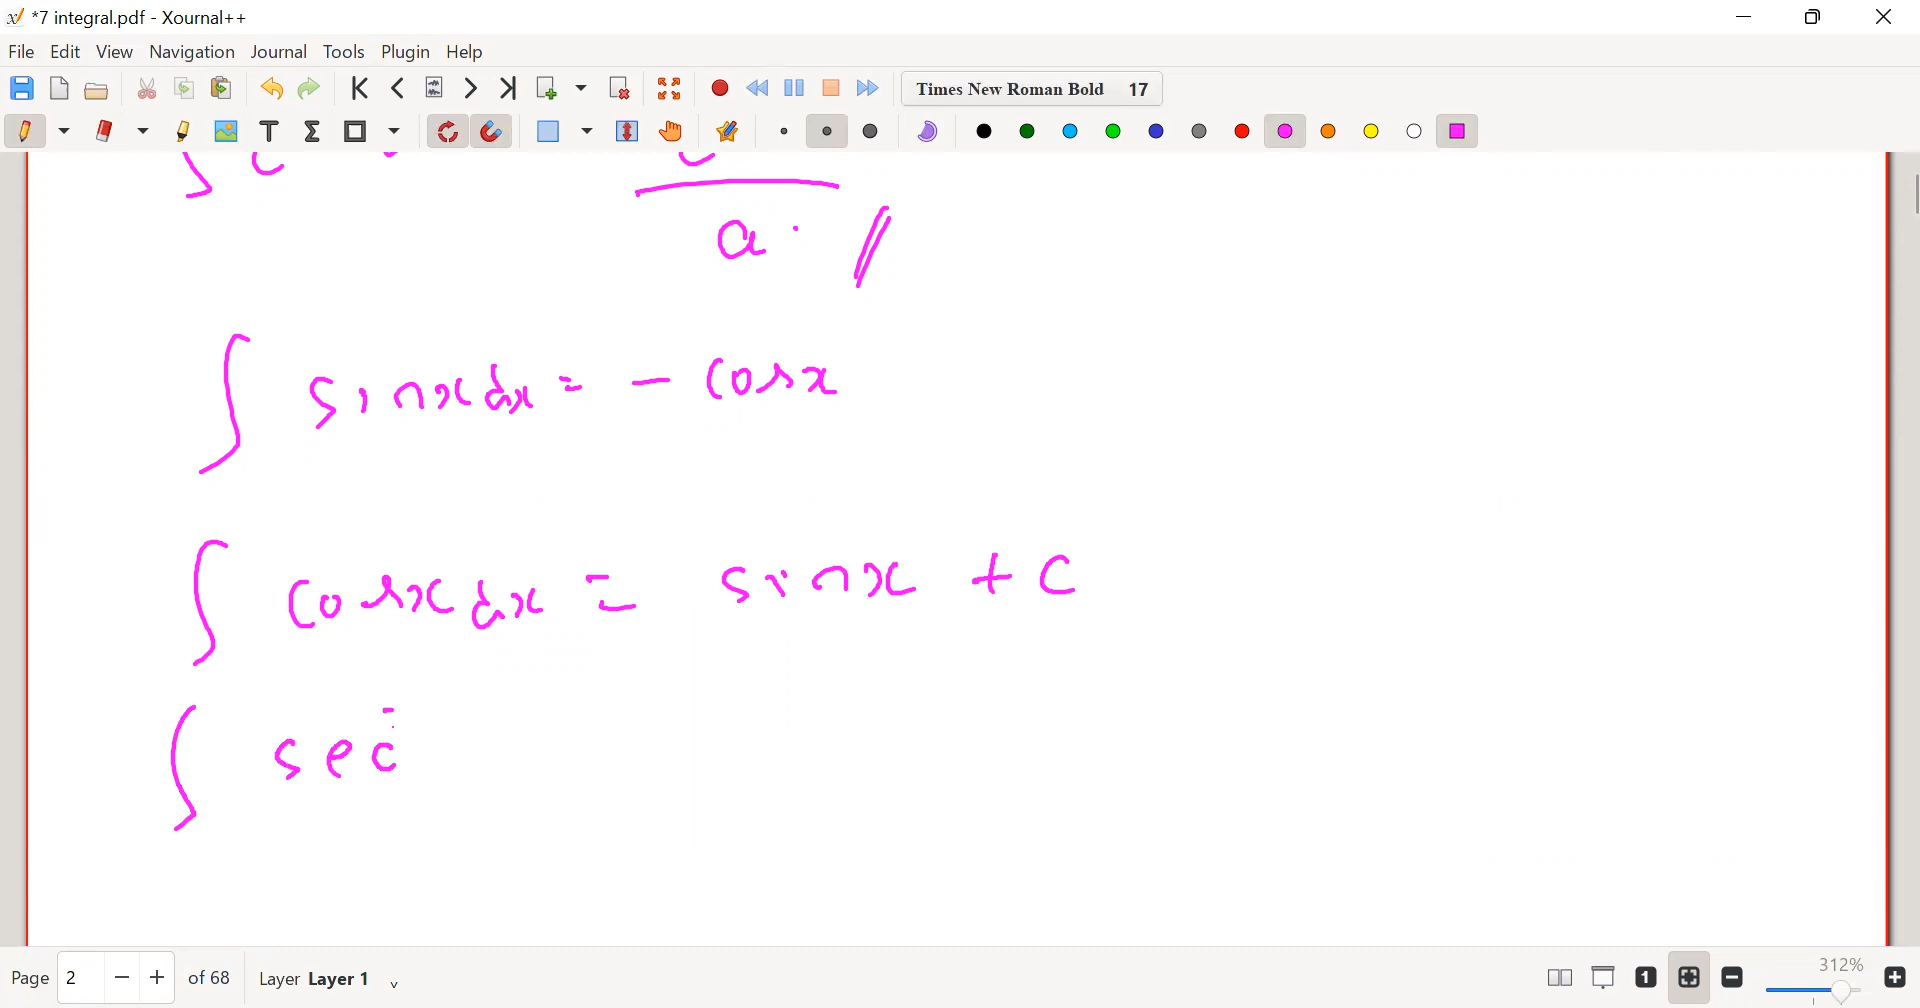 *7 integral.pdf - Xournal++
File Edit View Navigation Journal Tools Plugin Help
Times New Roman Bold 17
a.
∫ sinx dx = - cosx
∫ cosx dx = sinx + c
∫ sec
Page 2 of 68 Layer Layer 1 312%